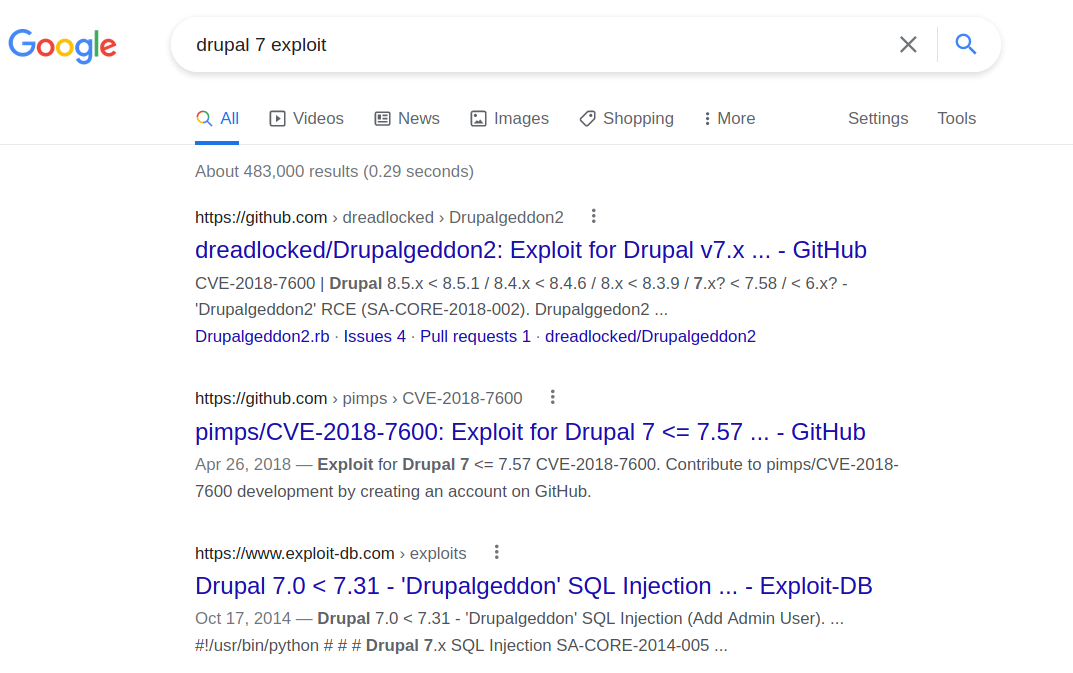 Google
drupal 7 exploit
All Videos News Images Shopping More Settings Tools
About 483,000 results (0.29 seconds)
https://github.com › dreadlocked › Drupalgeddon2
dreadlocked/Drupalgeddon2: Exploit for Drupal v7.x ... - GitHub
CVE-2018-7600 | Drupal 8.5.x < 8.5.1 / 8.4.x < 8.4.6 / 8.x < 8.3.9 / 7.x? < 7.58 / < 6.x? -
'Drupalgeddon2' RCE (SA-CORE-2018-002). Drupalggedon2 ...
Drupalgeddon2.rb · Issues 4 · Pull requests 1 · dreadlocked/Drupalgeddon2
https://github.com › pimps › CVE-2018-7600
pimps/CVE-2018-7600: Exploit for Drupal 7 <= 7.57 ... - GitHub
Apr 26, 2018 — Exploit for Drupal 7 <= 7.57 CVE-2018-7600. Contribute to pimps/CVE-2018-
7600 development by creating an account on GitHub.
https://www.exploit-db.com › exploits
Drupal 7.0 < 7.31 - 'Drupalgeddon' SQL Injection ... - Exploit-DB
Oct 17, 2014 — Drupal 7.0 < 7.31 - 'Drupalgeddon' SQL Injection (Add Admin User). ...
#!/usr/bin/python # # # Drupal 7.x SQL Injection SA-CORE-2014-005 ...